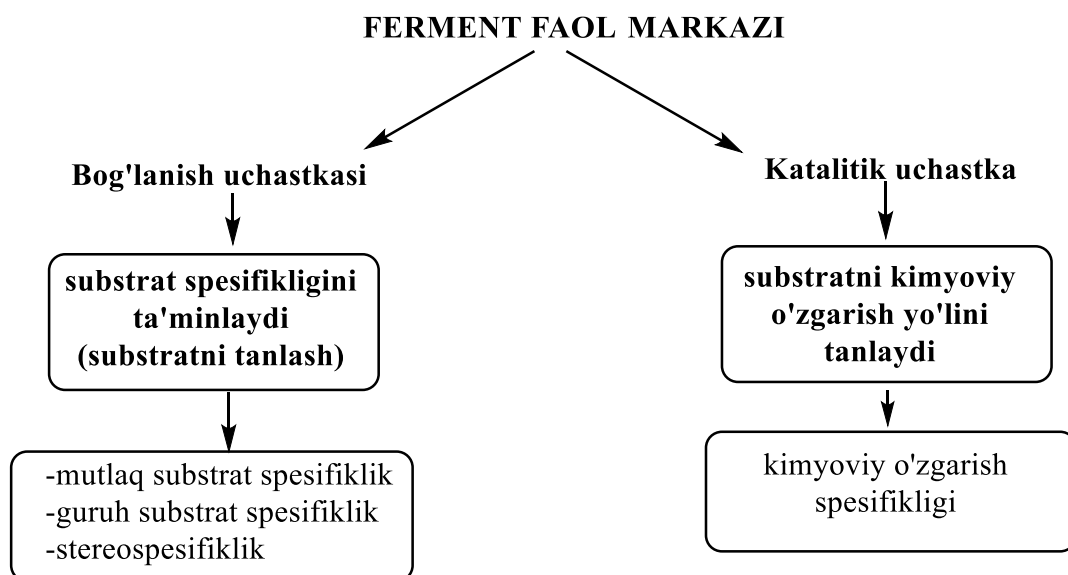 FERMENT FAOL MARKAZI
Bog'lanish uchastkasi
Katalitik uchastka
substrat spesifikligini
ta'minlaydi
(substratni tanlash)
substratni kimyoviy
o'zgarish yo'lini
tanlaydi
-mutlaq substrat spesifiklik
-guruh substrat spesifiklik
-stereospesifiklik
kimyoviy o'zgarish
spesifikligi